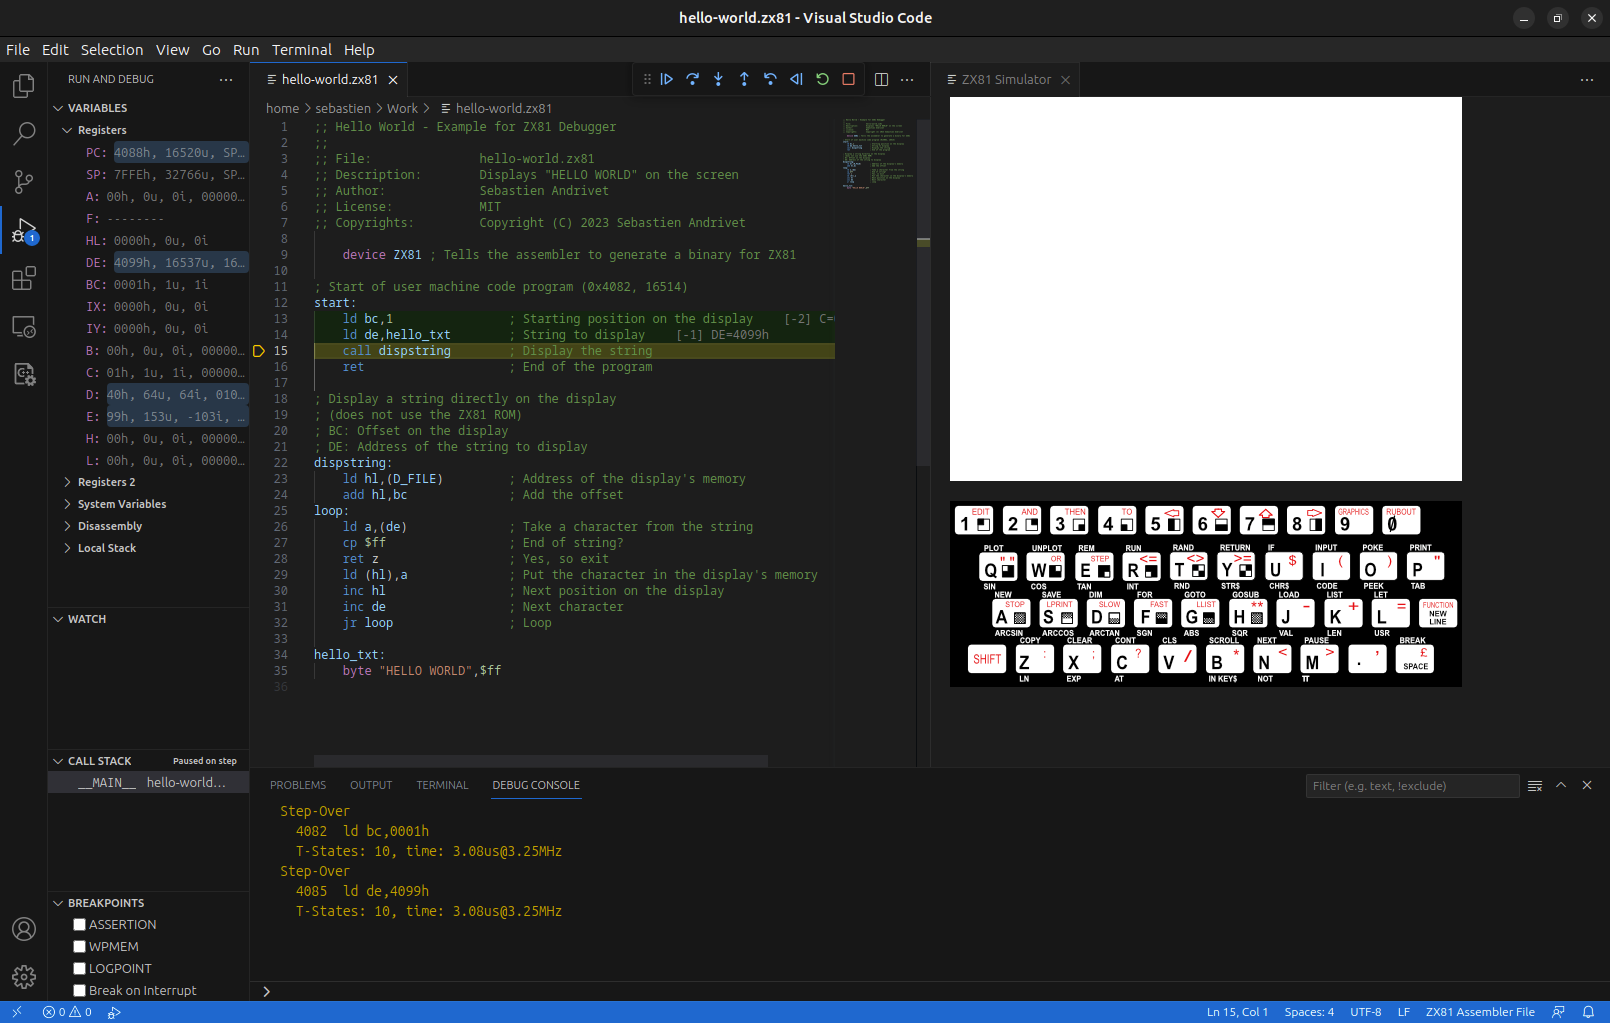 hello-world.zx81 - Visual Studio Code
File Edit Selection View Go Run Terminal Help
RUN AND DEBUG ...
VARIABLES
Registers
PC: 4088h, 16520u, SP...
SP: 7FFEh, 32766u, SP...
A: 00h, 0u, 0i, 00000...
F: --------
HL: 0000h, 0u, 0i
DE: 4099h, 16537u, 16...
BC: 0001h, 1u, 1i
IX: 0000h, 0u, 0i
IY: 0000h, 0u, 0i
B: 00h, 0u, 0i, 00000...
C: 01h, 1u, 1i, 00000...
D: 40h, 64u, 64i, 010...
E: 99h, 153u, -103i, ...
H: 00h, 0u, 0i, 00000...
L: 00h, 0u, 0i, 00000...
Registers 2
System Variables
Disassembly
Local Stack
WATCH
CALL STACK Paused on step
__MAIN__ hello-world...
BREAKPOINTS
ASSERTION
WPMEM
LOGPOINT
Break on Interrupt
1
hello-world.zx81
home > sebastien > Work > hello-world.zx81
1 ;; Hello World - Example for ZX81 Debugger
2 ;;
3 ;; File: hello-world.zx81
4 ;; Description: Displays "HELLO WORLD" on the screen
5 ;; Author: Sebastien Andrivet
6 ;; License: MIT
7 ;; Copyrights: Copyright (C) 2023 Sebastien Andrivet
8
9 device ZX81 ; Tells the assembler to generate a binary for ZX81
10
11 ; Start of user machine code program (0x4082, 16514)
12 start:
13 ld bc,1 ; Starting position on the display [-2] C=
14 ld de,hello_txt ; String to display [-1] DE=4099h
15 call dispstring ; Display the string
16 ret ; End of the program
17
18 ; Display a string directly on the display
19 ; (does not use the ZX81 ROM)
20 ; BC: Offset on the display
21 ; DE: Address of the string to display
22 dispstring:
23 ld hl,(D_FILE) ; Address of the display's memory
24 add hl,bc ; Add the offset
25 loop:
26 ld a,(de) ; Take a character from the string
27 cp $ff ; End of string?
28 ret z ; Yes, so exit
29 ld (hl),a ; Put the character in the display's memory
30 inc hl ; Next position on the display
31 inc de ; Next character
32 jr loop ; Loop
33
34 hello_txt:
35 byte "HELLO WORLD",$ff
36
ZX81 Simulator
EDIT AND THEN TO GRAPHICS RUBOUT
1 2 3 4 5 6 7 8 9 0
PLOT UNPLOT REM RUN RAND RETURN IF INPUT POKE PRINT
"" OR STEP <= <> >= $ ( ) "
Q W E R T Y U I O P
SIN COS TAN INT RND STR$ CHR$ CODE PEEK TAB
NEW SAVE DIM FOR GOTO GOSUB LOAD LIST LET
STOP LPRINT SLOW FAST LLIST ** - + = FUNCTION
A S D F G H J K L NEW LINE
ARCSIN ARCCOS ARCTAN SGN ABS SQR VAL LEN USR
COPY CLEAR CONT CLS SCROLL NEXT PAUSE BREAK
: ; ? / * < > , £
SHIFT Z X C V B N M . SPACE
LN EXP AT IN KEY$ NOT π
PROBLEMS OUTPUT TERMINAL DEBUG CONSOLE
Filter (e.g. text, !exclude)
Step-Over
4082 ld bc,0001h
T-States: 10, time: 3.08us@3.25MHz
Step-Over
4085 ld de,4099h
T-States: 10, time: 3.08us@3.25MHz
>
0 0
Ln 15, Col 1 Spaces: 4 UTF-8 LF ZX81 Assembler File